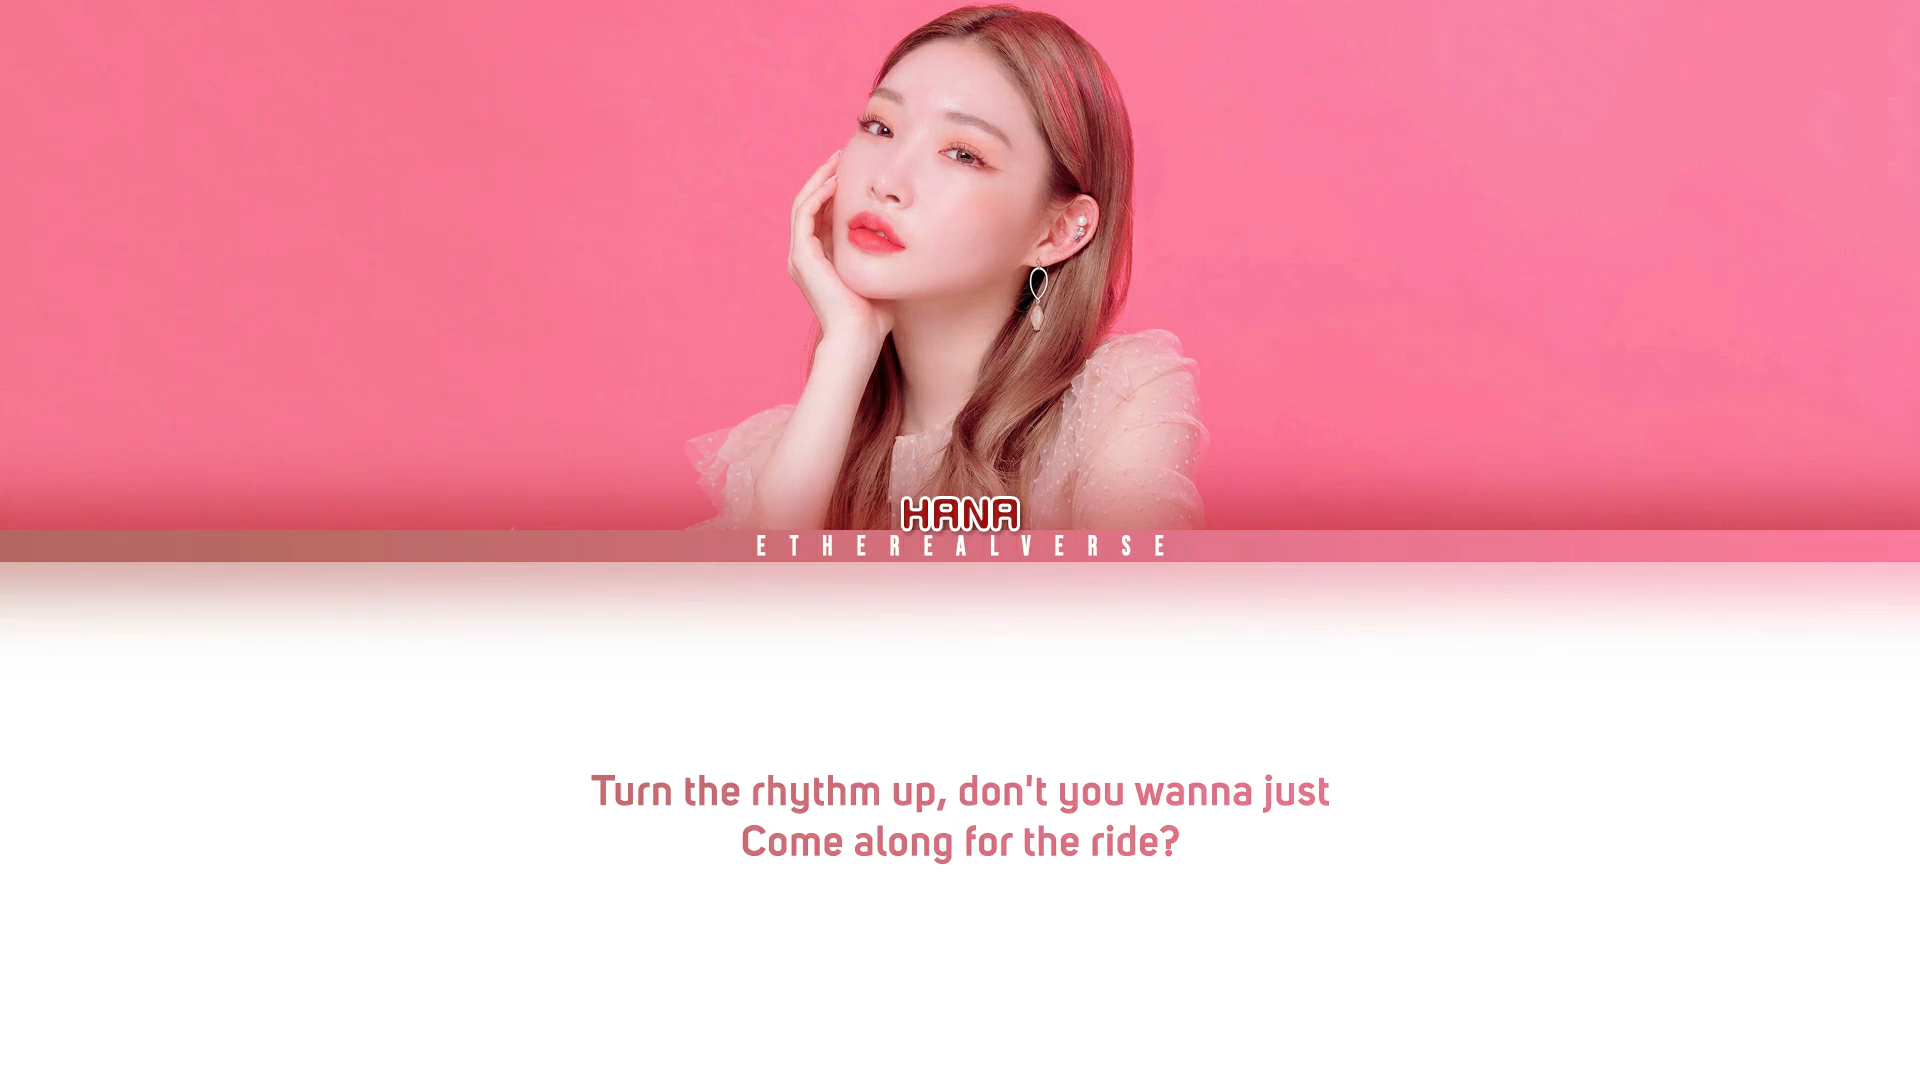 HANA
ETHEREALVERSE
Turn the rhythm up, don't you wanna just
Come along for the ride?